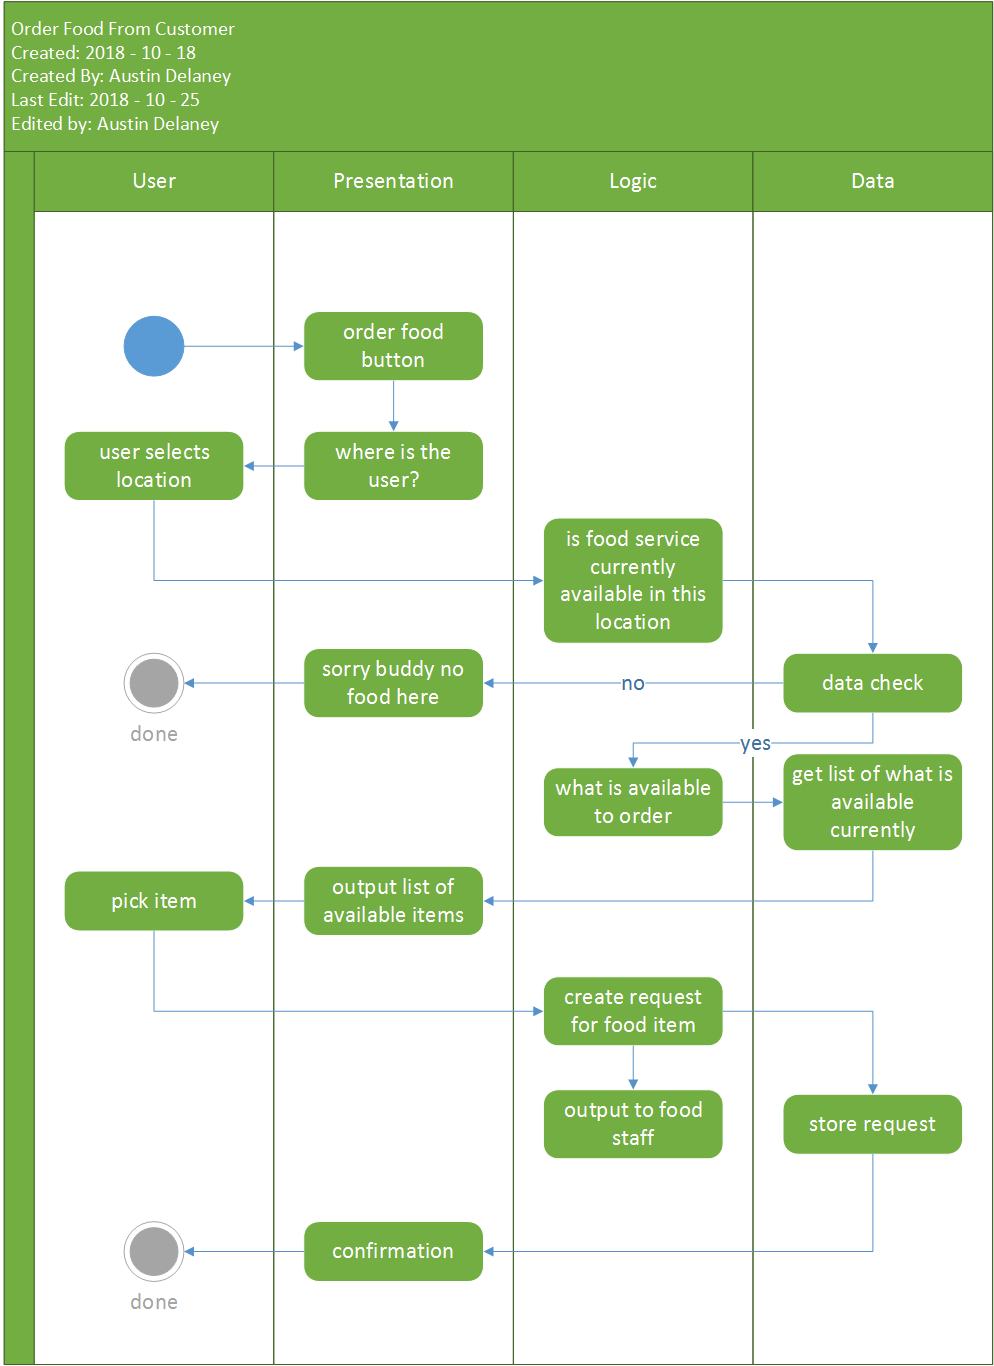 Order Food From Customer
Created: 2018 - 10 - 18
Created By: Austin Delaney
Last Edit: 2018 - 10 - 25
Edited by: Austin Delaney
User
Presentation
Logic
Data
order food
button
where is the
user?
user selects
location
is food service
currently
available in this
location
data check
no
sorry buddy no
food here
done
yes
what is available
to order
get list of what is
available
currently
output list of
available items
pick item
create request
for food item
output to food
staff
store request
confirmation
done